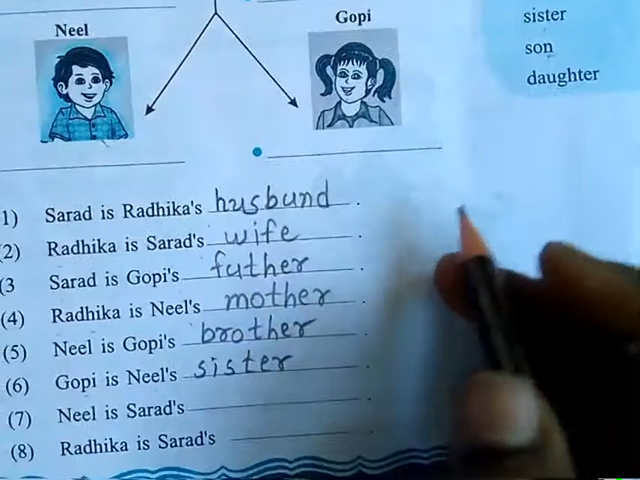 Neel
Gopi
sister
son
daughter
1) Sarad is Radhika's husbund.
(2) Radhika is Sarad's wife.
(3 Sarad is Gopi's futher.
(4) Radhika is Neel's mother.
(5) Neel is Gopi's brother.
(6) Gopi is Neel's sister.
(7) Neel is Sarad's .
(8) Radhika is Sarad's .